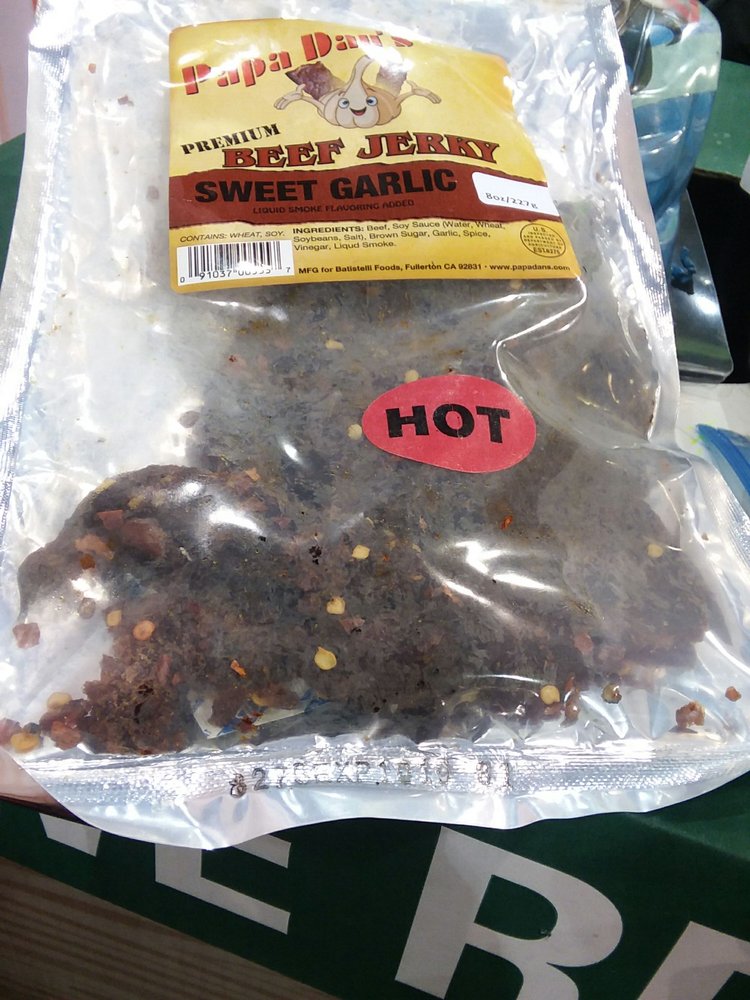 Papa Dan's
PREMIUM
BEEF JERKY
SWEET GARLIC
8oz/227g
LIQUID SMOKE FLAVORING ADDED
CONTAINS: WHEAT, SOY.
INGREDIENTS: Beef, Soy Sauce (Water, Wheat,
Soybeans, Salt), Brown Sugar, Garlic, Spice,
Vinegar, Liqud Smoke.
U.S.
MFG for Batistelli Foods, Fullerton CA 92831 • www.papadans.com
HOT